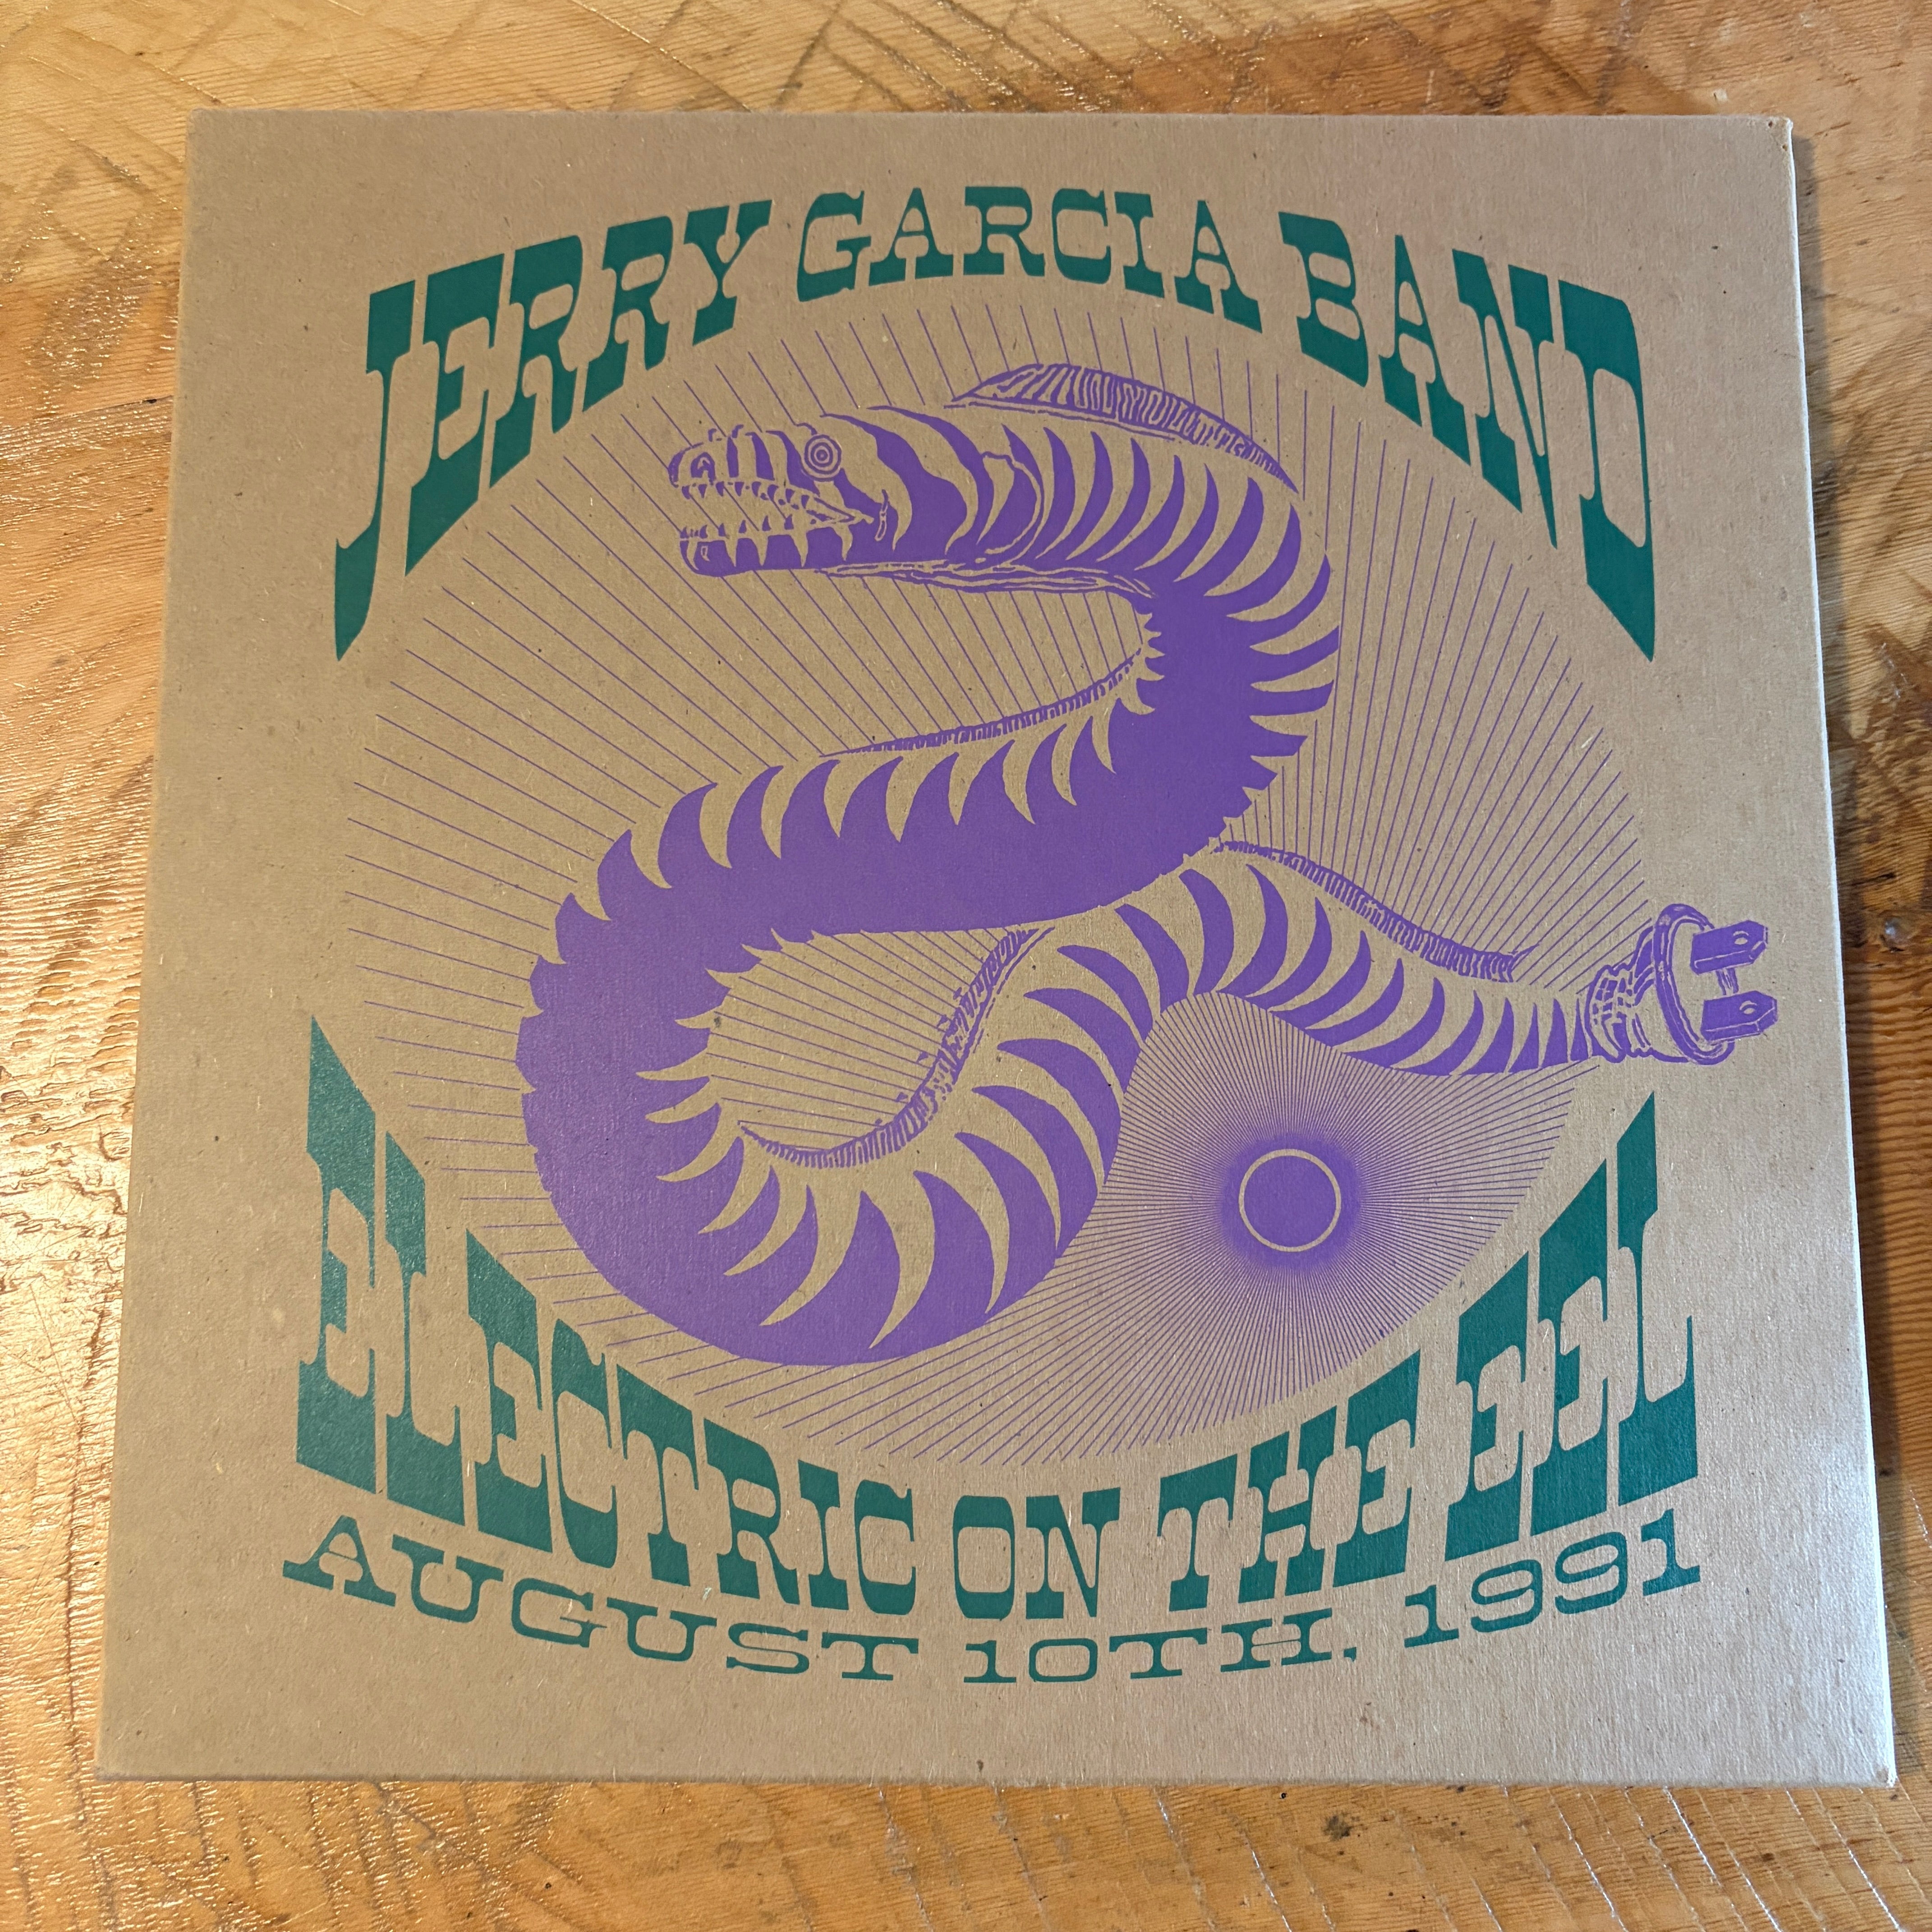 JERRY GARCIA BAND
ELECTRIC ON THE EEL
AUGUST 10TH, 1991